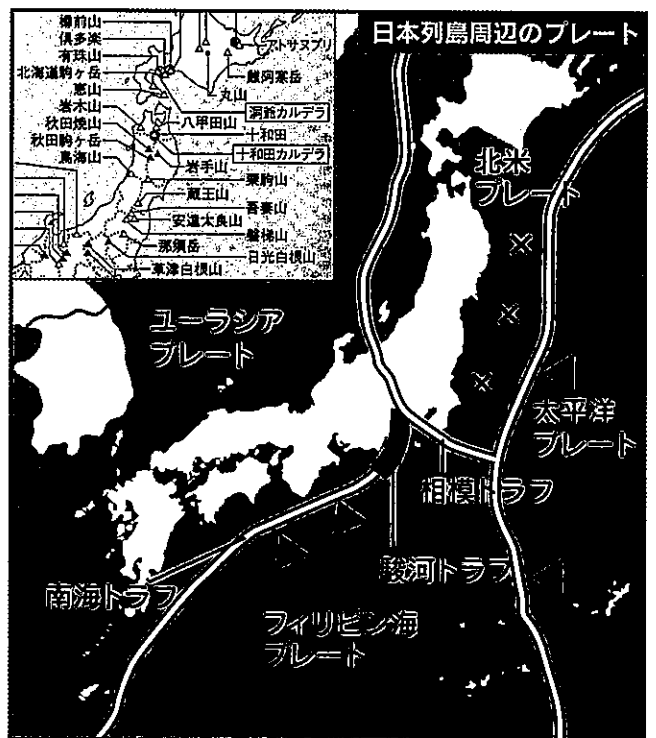 日本列島周辺のプレート
樽前山
倶多楽
有珠山
北海道駒ヶ岳
恵山
岩木山
秋田焼山
秋田駒ヶ岳
鳥海山
アトサヌプリ
雌阿寒岳
丸山
洞爺カルデラ
八甲田山
十和田
十和田カルデラ
岩手山
栗駒山
蔵王山
吾妻山
安達太良山
磐梯山
那須岳
日光白根山
草津白根山
北米
プレート
ユーラシア
プレート
太平洋
プレート
相模トラフ
駿河トラフ
南海トラフ
フィリピン海
プレート